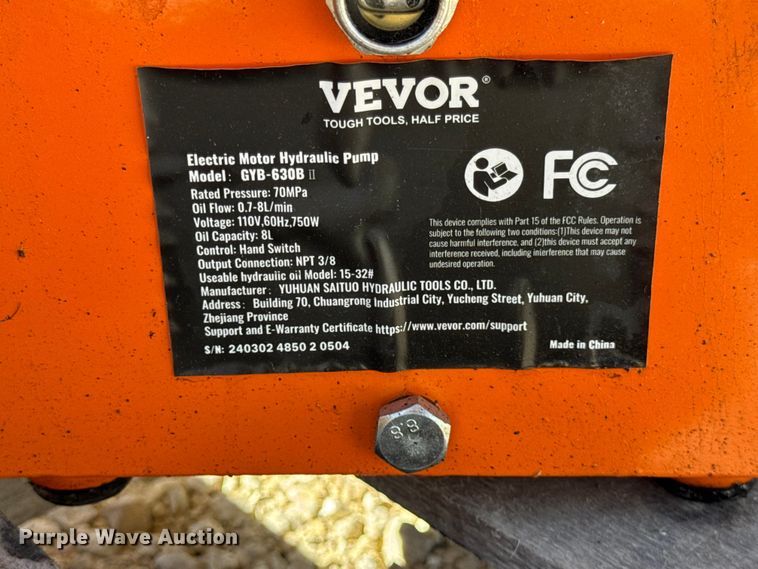 VEVOR®
TOUGH TOOLS, HALF PRICE
Electric Motor Hydraulic Pump
Model: GYB-630B II
Rated Pressure: 70MPa
Oil Flow: 0.7-8L/min
Voltage: 110V,60Hz,750W
Oil Capacity: 8L
Control: Hand Switch
Output Connection: NPT 3/8
Useable hydraulic oil Model: 15-32#
Manufacturer: YUHUAN SAITUO HYDRAULIC TOOLS CO., LTD.
Address: Building 70, Chuangrong Industrial City, Yucheng Street, Yuhuan City,
Zhejiang Province
Support and E-Warranty Certificate https://www.vevor.com/support
S/N: 240302 4850 2 0504
FC
This device complies with Part 15 of the FCC Rules. Operation is
subject to the following two conditions:(1)This device may not
cause harmful interference, and (2)this device must accept any
interference received, including interference that may cause
undesired operation.
Made in China
8.8
Purple Wave Auction